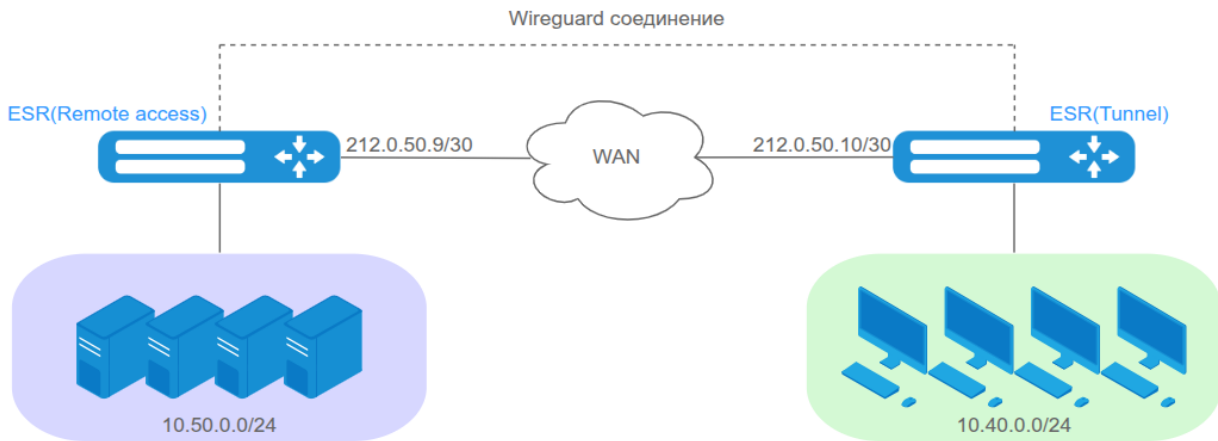 Wireguard соединение
ESR(Remote access)
ESR(Tunnel)
212.0.50.9/30
WAN
212.0.50.10/30
10.50.0.0/24
10.40.0.0/24